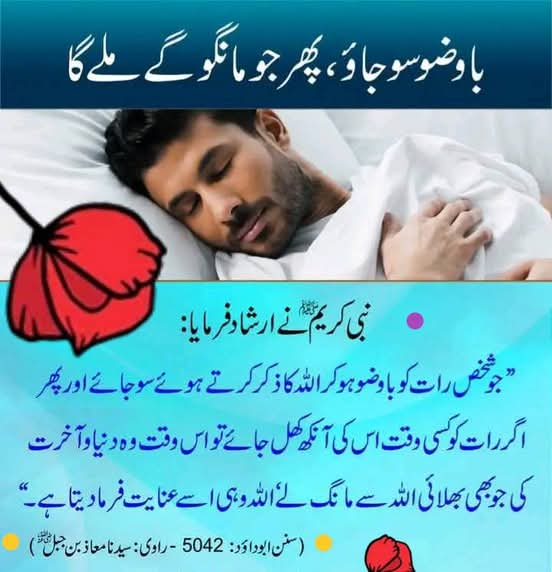 باوضو سو جاؤ، پھر جو مانگو گے ملے گا
نبی کریم ﷺ نے ارشاد فرمایا:
”جو شخص رات کو باوضو ہو کر اللہ کا ذکر کرتے ہوئے سو جائے اور پھر
اگر رات کو کسی وقت اس کی آنکھ کھل جائے تو اس وقت وہ دنیا و آخرت
کی جو بھی بھلائی اللہ سے مانگ لے‘ اللہ وہی اسے عنایت فرما دیتا ہے۔“
(سنن ابوداؤد: 5042 - راوی: سیدنا معاذ بن جبل)